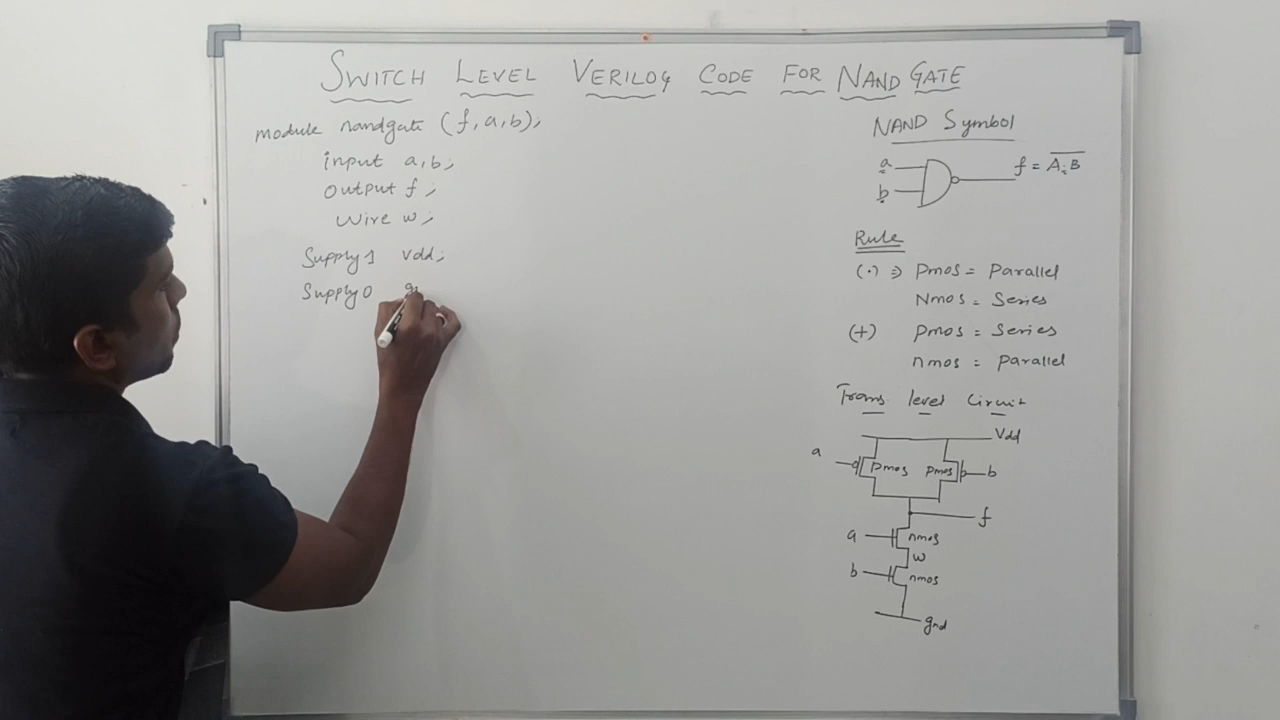 SWITCH LEVEL VERILOG CODE FOR NAND GATE
module nandgate (f,a,b);
input a,b;
output f;
wire w;
Supply1 vdd;
Supply0 g
NAND Symbol
a
b
f = \overline{A.B}
Rule
(.) ⇒ Pmos = Parallel
Nmos = Series
(+) pmos = Series
nmos = Parallel
Trans. level Circuit
Vdd
a pmos pmos b
f
a nmos
w
b nmos
gnd